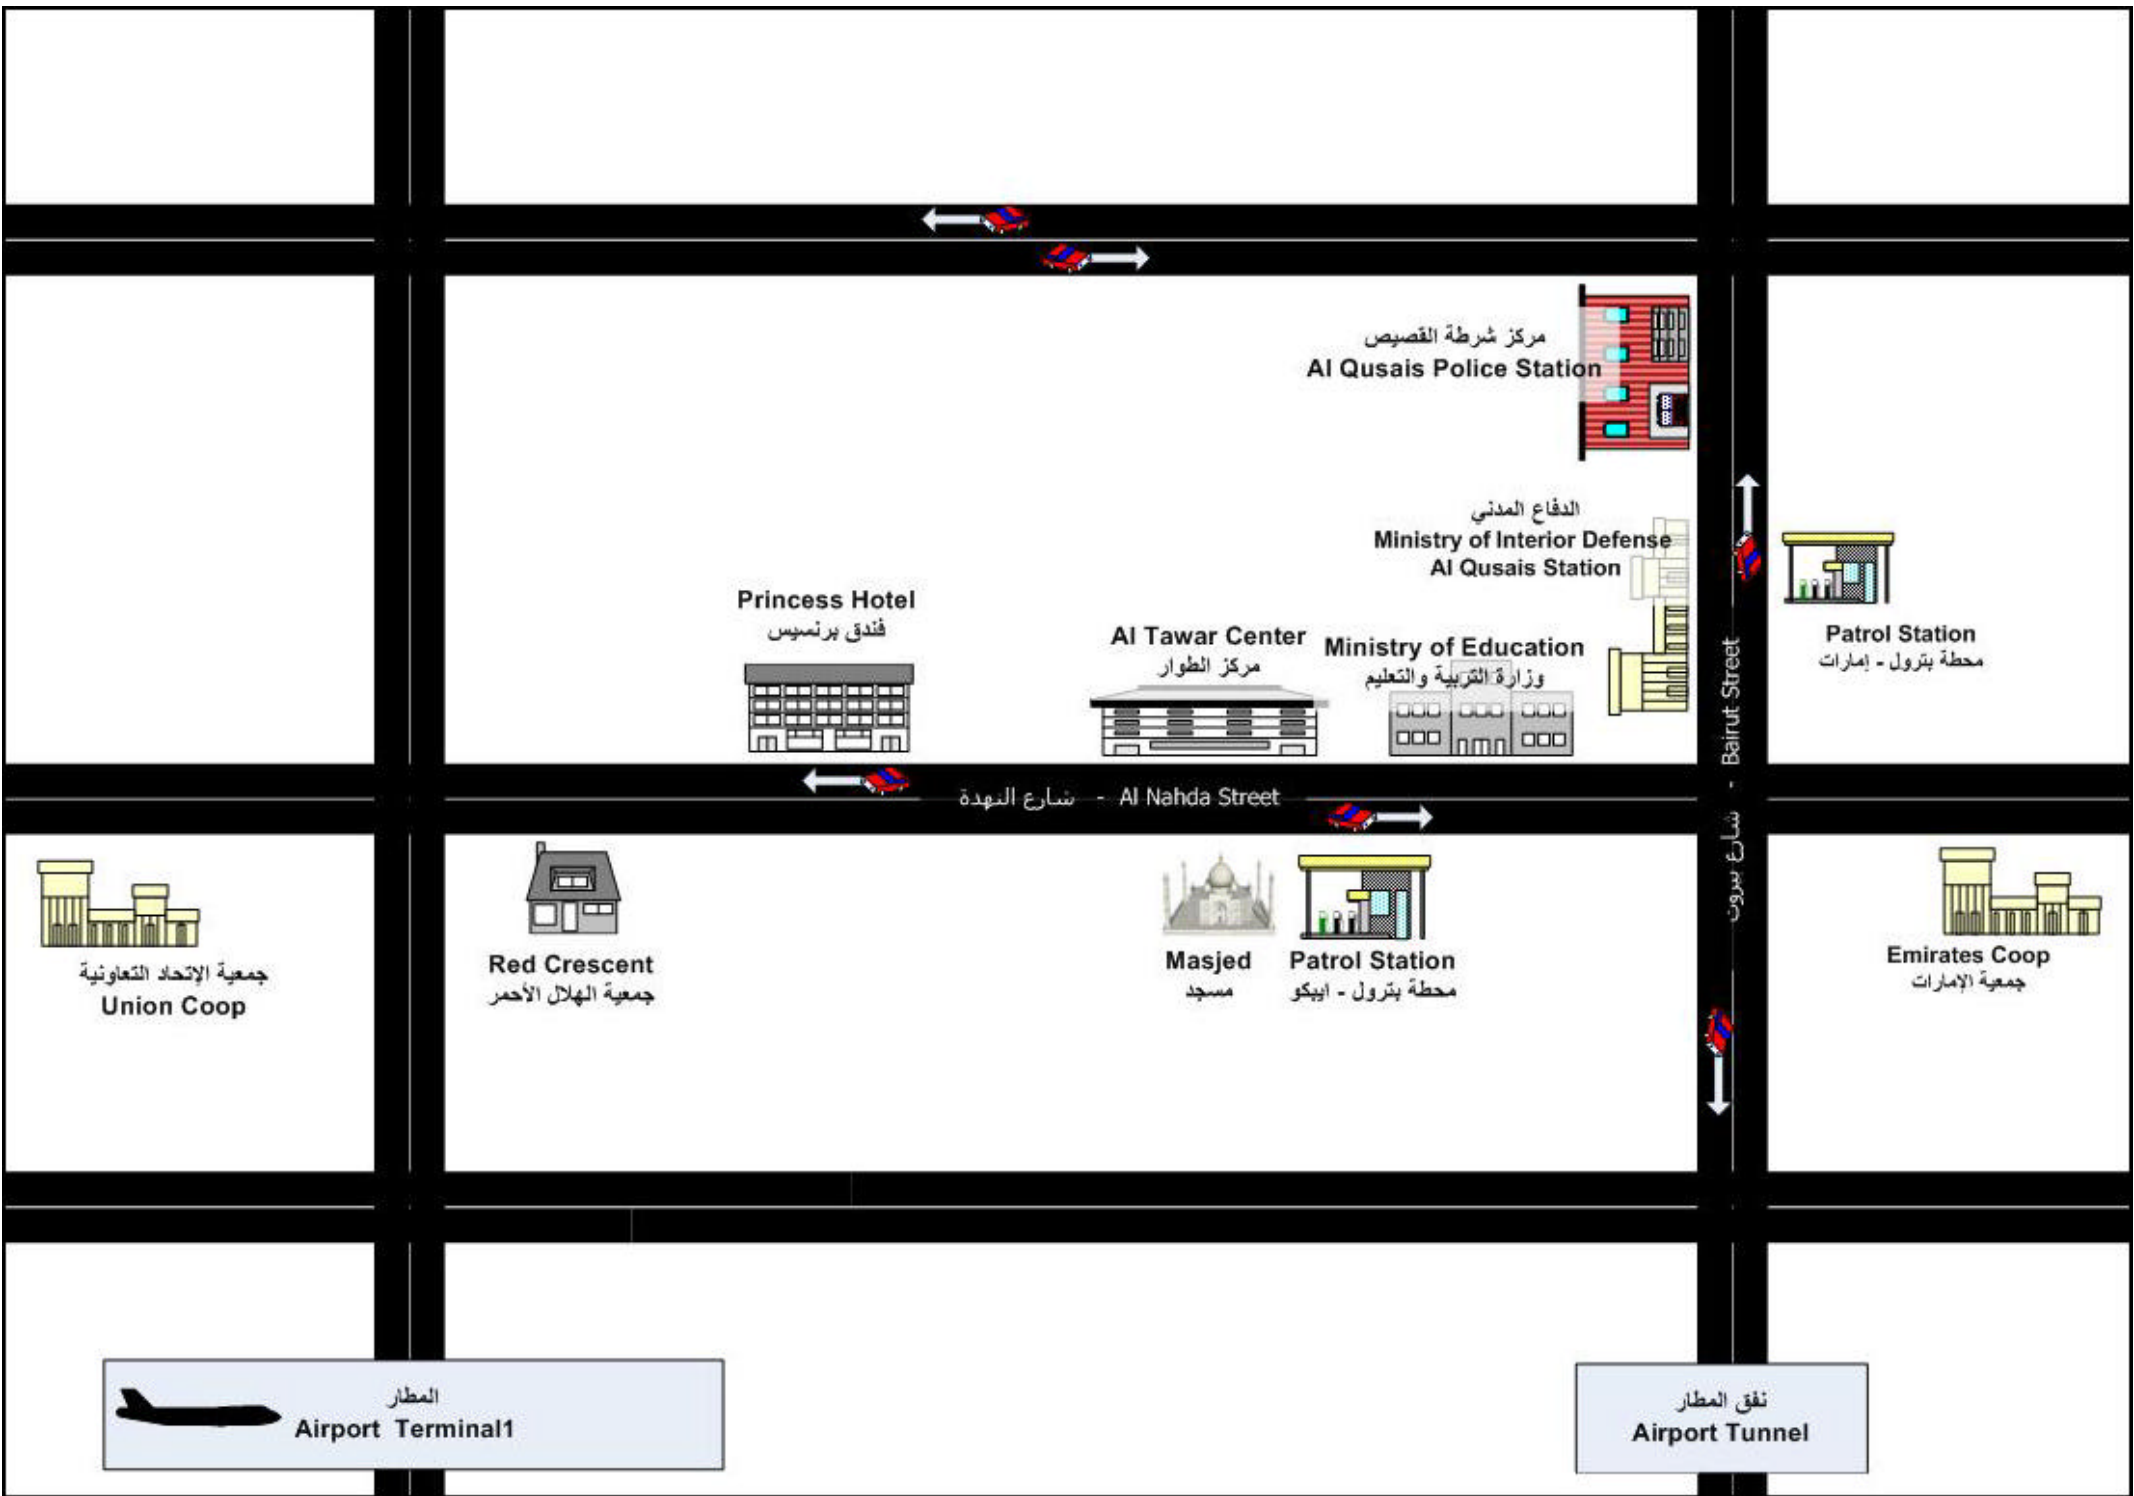 مركز شرطة القصيص
Al Qusais Police Station
الدفاع المدني
Ministry of Interior Defense
Al Qusais Station
Princess Hotel
فندق برنسيس
Al Tawar Center
مركز الطوار
Ministry of Education
وزارة التربية والتعليم
Patrol Station
محطة بترول - إمارات
شارع بيروت - Bairut Street
شارع النهدة - Al Nahda Street
جمعية الإتحاد التعاونية
Union Coop
Red Crescent
جمعية الهلال الأحمر
Masjed
مسجد
Patrol Station
محطة بترول - ايبكو
Emirates Coop
جمعية الإمارات
المطار
Airport Terminal1
نفق المطار
Airport Tunnel